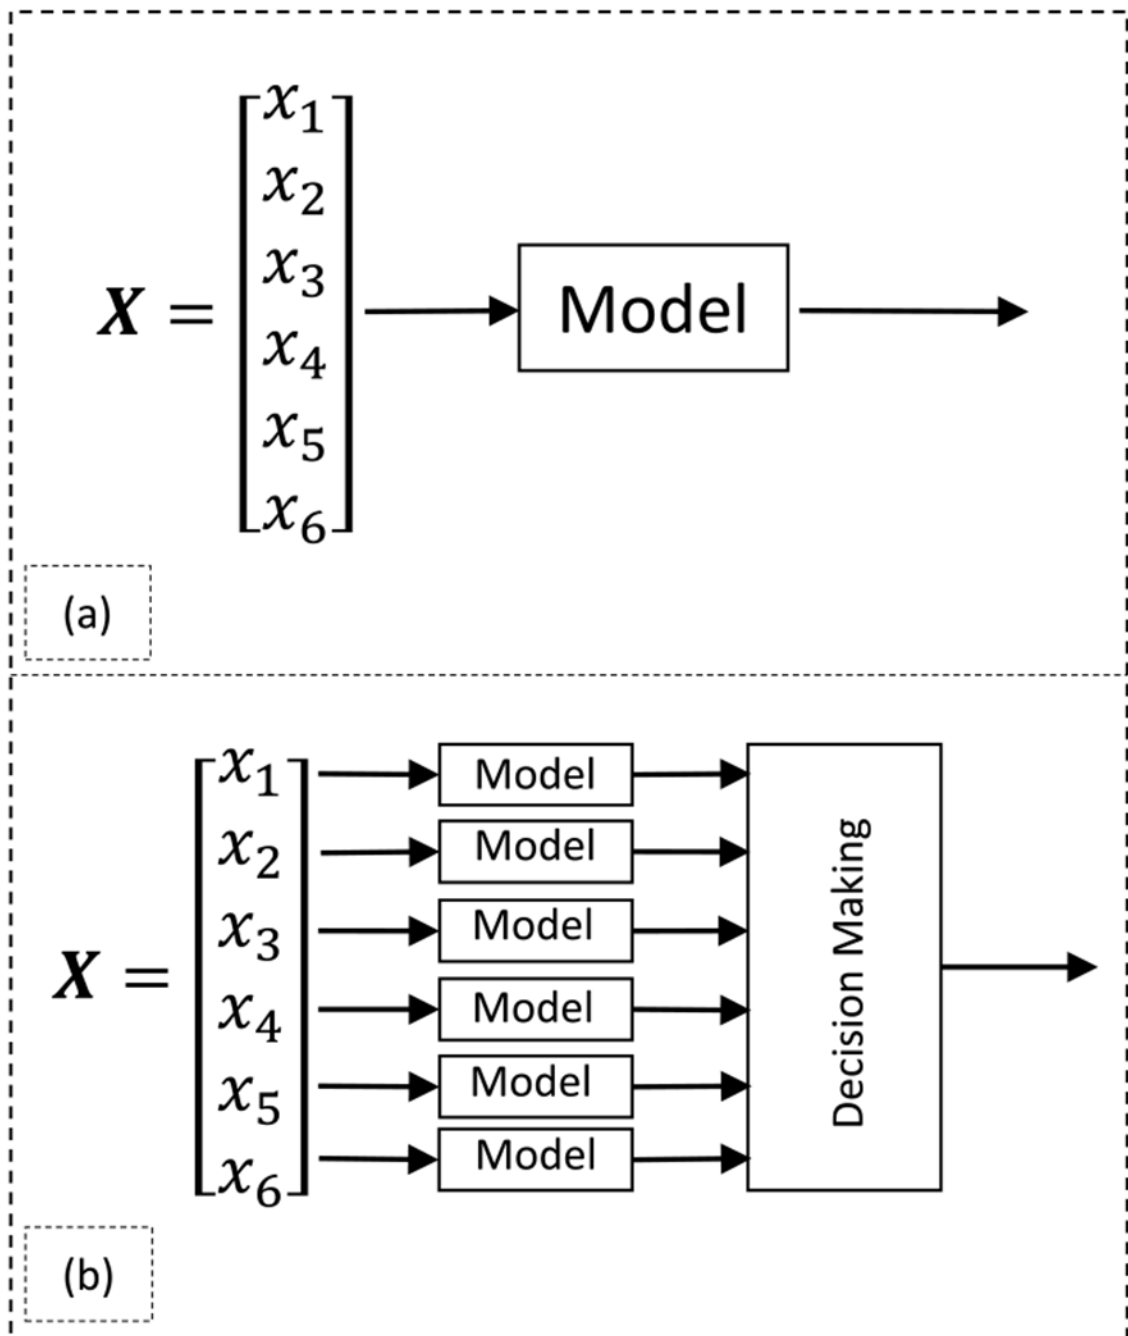 X = [x₁
x₂
x₃
x₄
x₅
x₆]
Model
(a)
X = [x₁
x₂
x₃
x₄
x₅
x₆]
Model
Model
Model
Model
Model
Model
Decision Making
(b)